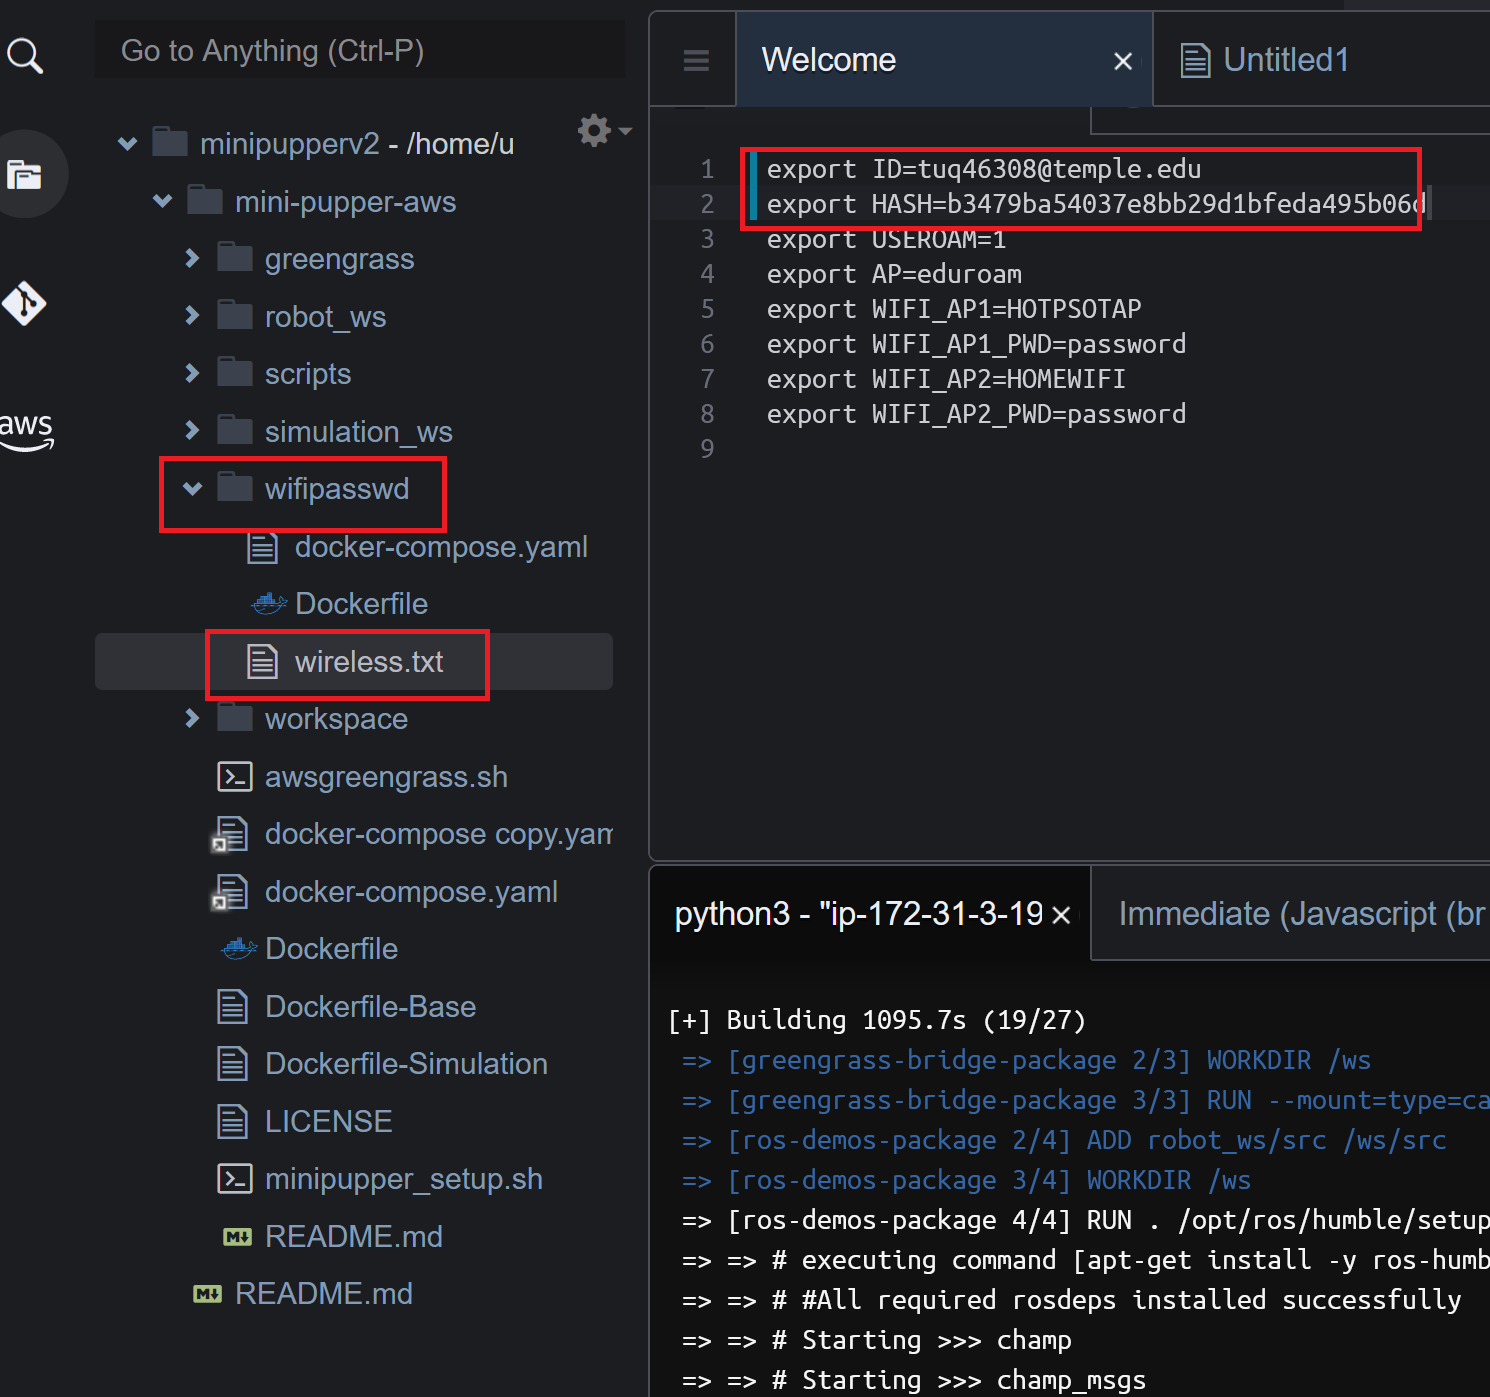 Go to Anything (Ctrl-P)
minipupperv2 - /home/u
mini-pupper-aws
greengrass
robot_ws
scripts
aws
simulation_ws
wifipasswd
docker-compose.yaml
Dockerfile
wireless.txt
workspace
awsgreengrass.sh
docker-compose copy.yam
docker-compose.yaml
Dockerfile
Dockerfile-Base
Dockerfile-Simulation
LICENSE
minipupper_setup.sh
README.md
README.md
Welcome
Untitled1
1 export ID=tuq46308@temple.edu
2 export HASH=b3479ba54037e8bb29d1bfeda495b06d
3 export USEROAM=1
4 export AP=eduroam
5 export WIFI_AP1=HOTPSOTAP
6 export WIFI_AP1_PWD=password
7 export WIFI_AP2=HOMEWIFI
8 export WIFI_AP2_PWD=password
9
python3 - "ip-172-31-3-19
Immediate (Javascript (br
[+] Building 1095.7s (19/27)
=> [greengrass-bridge-package 2/3] WORKDIR /ws
=> [greengrass-bridge-package 3/3] RUN --mount=type=ca
=> [ros-demos-package 2/4] ADD robot_ws/src /ws/src
=> [ros-demos-package 3/4] WORKDIR /ws
=> [ros-demos-package 4/4] RUN . /opt/ros/humble/setup
=> => # executing command [apt-get install -y ros-humb
=> => # #All required rosdeps installed successfully
=> => # Starting >>> champ
=> => # Starting >>> champ_msgs